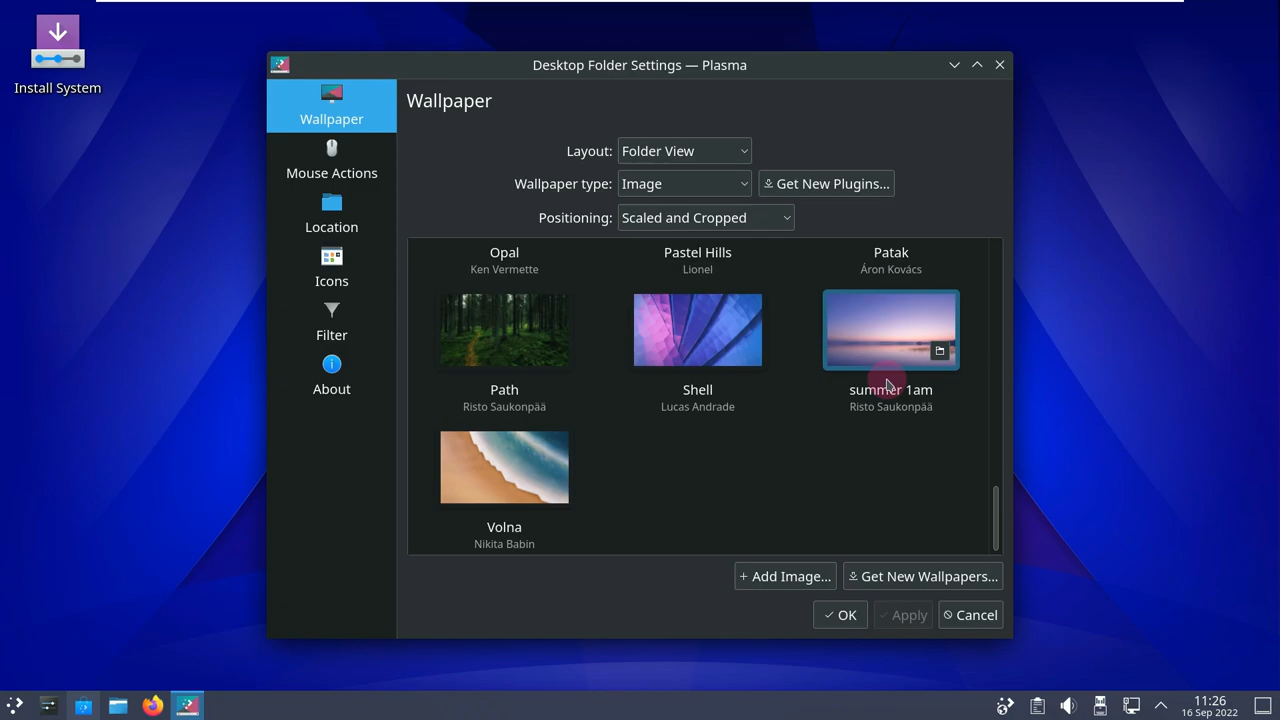 Install System
Desktop Folder Settings — Plasma
Wallpaper
Mouse Actions
Location
Icons
Filter
About
Wallpaper
Layout: Folder View
Wallpaper type: Image Get New Plugins...
Positioning: Scaled and Cropped
Opal Pastel Hills Patak
Ken Vermette Lionel Áron Kovács
Path Shell summer 1am
Risto Saukonpää Lucas Andrade Risto Saukonpää
Volna
Nikita Babin
+ Add Image... Get New Wallpapers...
OK Apply Cancel
11:26
16 Sep 2022